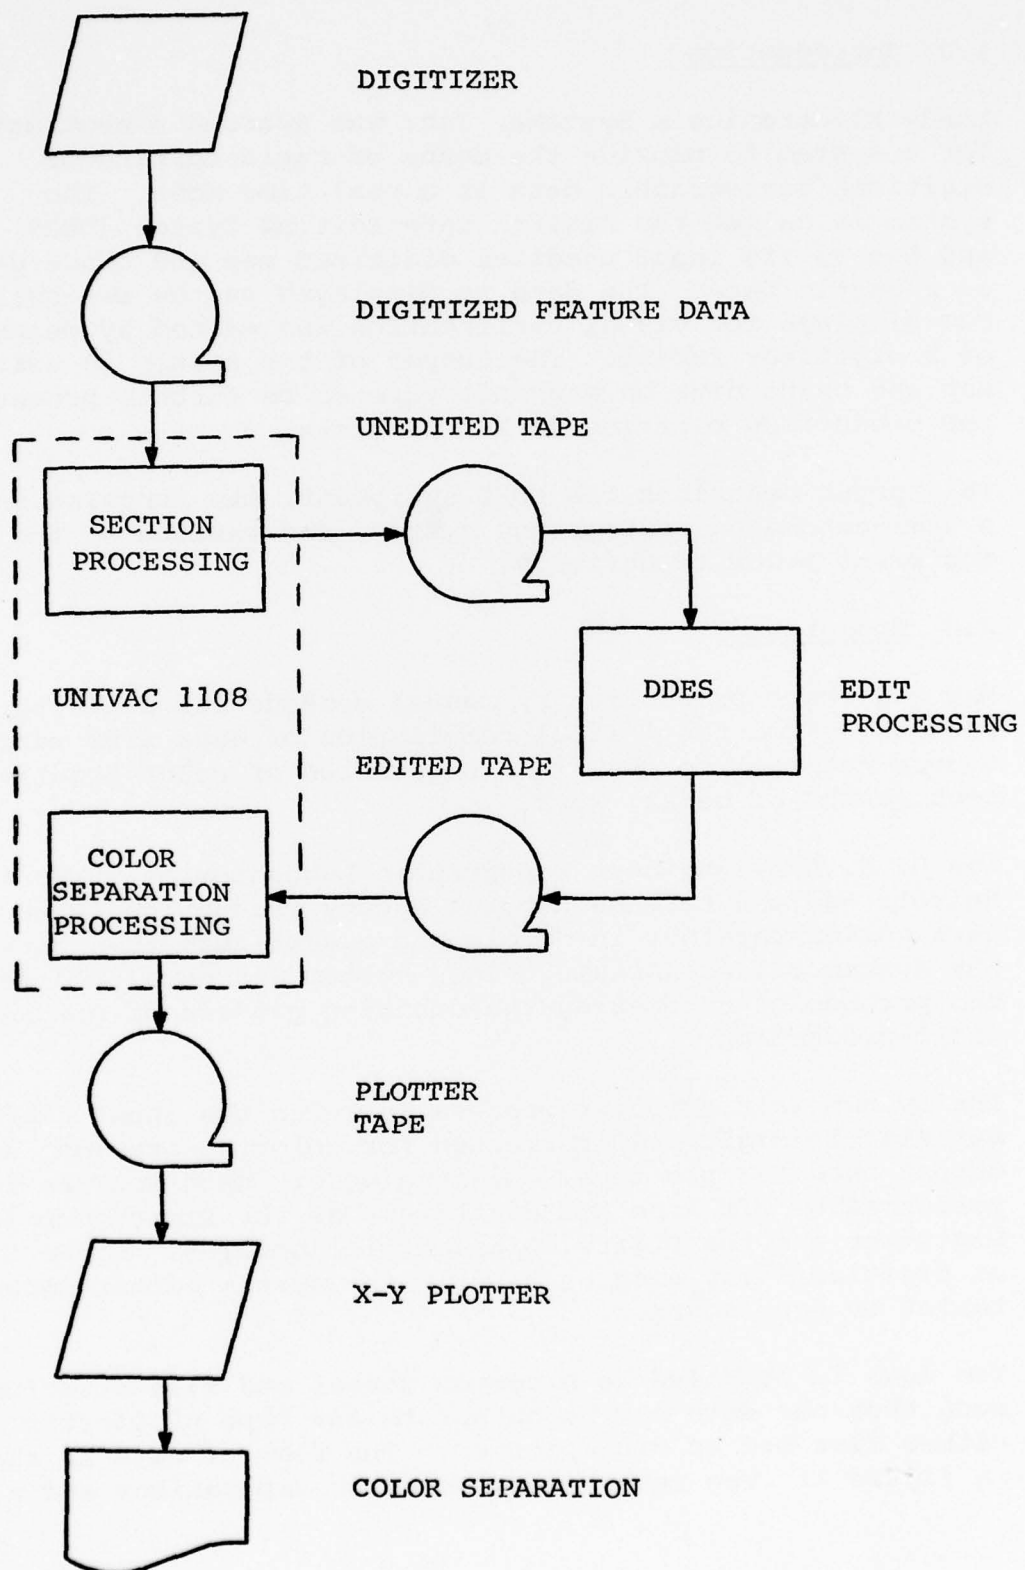 DIGITIZER
DIGITIZED FEATURE DATA
UNEDITED TAPE
SECTION
PROCESSING
DDES
EDIT
PROCESSING
UNIVAC 1108
EDITED TAPE
COLOR
SEPARATION
PROCESSING
PLOTTER
TAPE
X-Y PLOTTER
COLOR SEPARATION